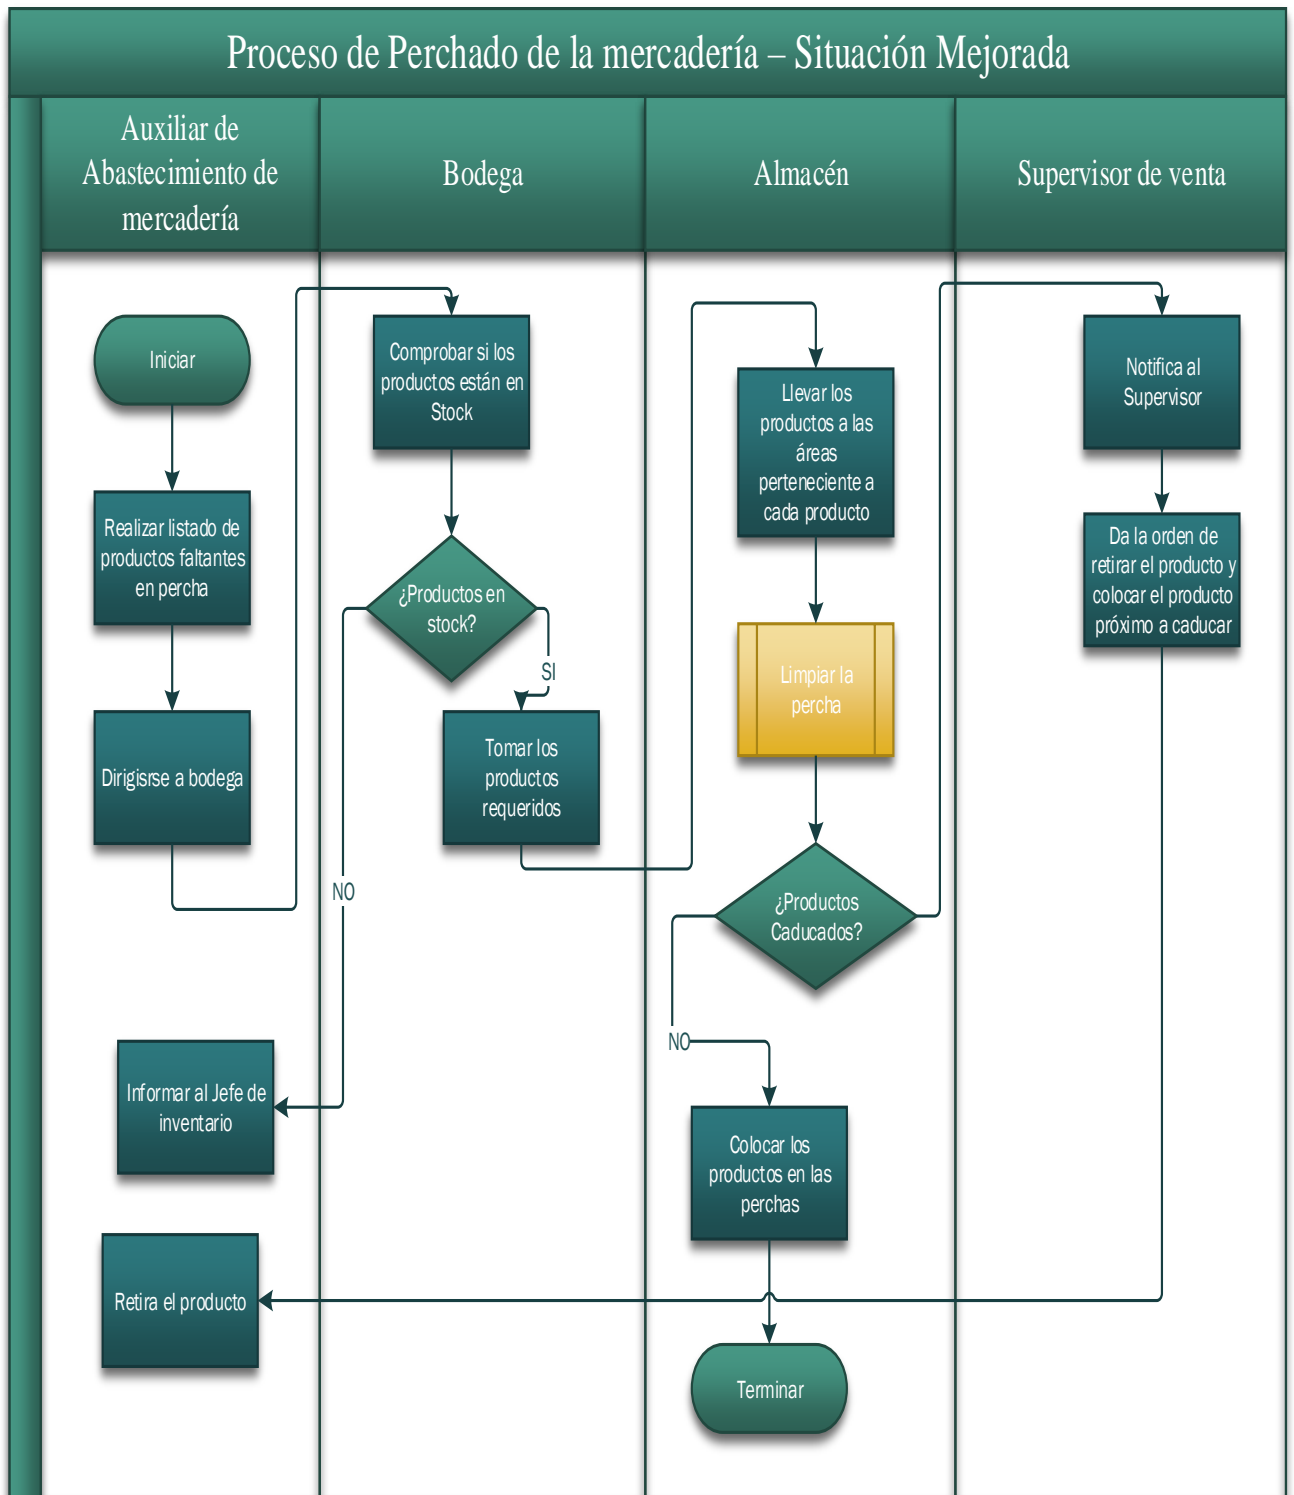 Proceso de Perchado de la mercadería – Situación Mejorada
Auxiliar de
Abastecimiento de
mercadería
Bodega
Almacén
Supervisor de venta
Iniciar
Realizar listado de
productos faltantes
en percha
Dirigisrse a bodega
Informar al Jefe de
inventario
Retira el producto
Comprobar si los
productos están en
Stock
¿Productos en
stock?
SI
NO
Tomar los
productos
requeridos
Llevar los
productos a las
áreas
perteneciente a
cada producto
Limpiar la
percha
¿Productos
Caducados?
NO
Colocar los
productos en las
perchas
Terminar
Notifica al
Supervisor
Da la orden de
retirar el producto y
colocar el producto
próximo a caducar